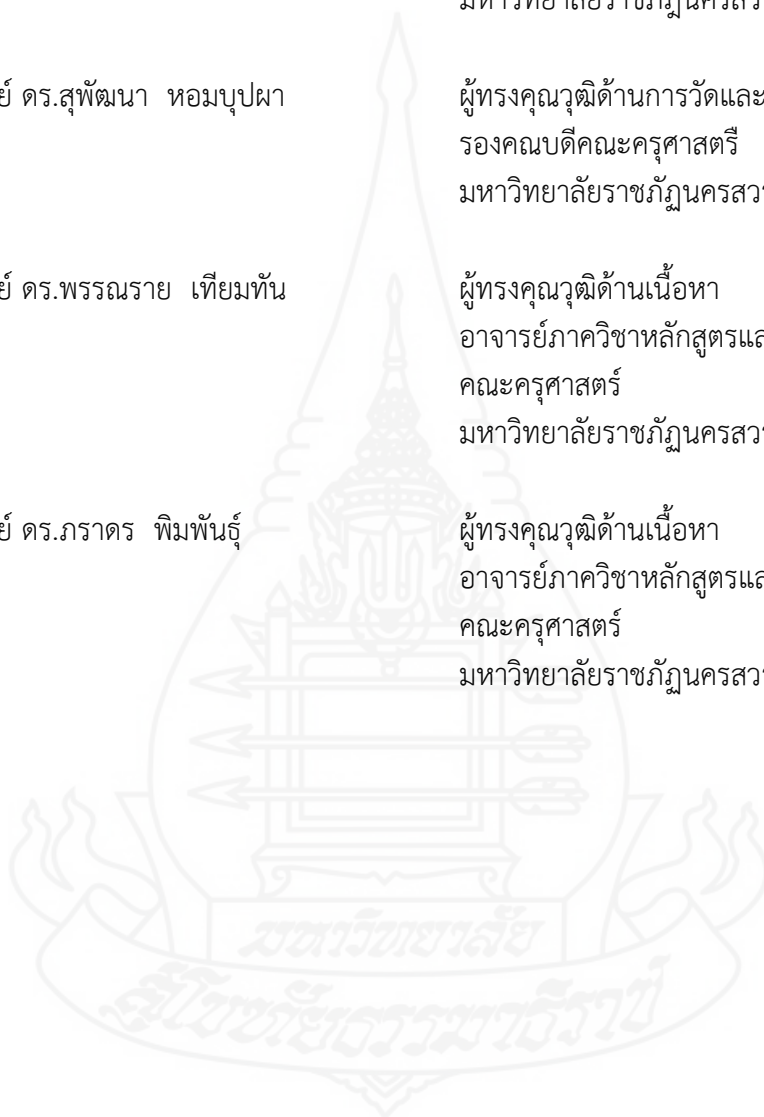 มหาวิทยาลัยราชภัฏนครสว
ย์ ดร.สุพัฒนา หอมบุปผา ผู้ทรงคุณวุฒิด้านการวัดและ
รองคณบดีคณะครุศาสตรื
มหาวิทยาลัยราชภัฏนครสวร
ย์ ดร.พรรณราย เทียมทัน ผู้ทรงคุณวุฒิด้านเนื้อหา
อาจารย์ภาควิชาหลักสูตรแล
คณะครุศาสตร์
มหาวิทยาลัยราชภัฏนครสวร
ย์ ดร.ภราดร พิมพันธุ์ ผู้ทรงคุณวุฒิด้านเนื้อหา
อาจารย์ภาควิชาหลักสูตรแล
คณะครุศาสตร์
มหาวิทยาลัยราชภัฏนครสวร
มหาวิทยาลัย
สุโขทัยธรรมาธิราช